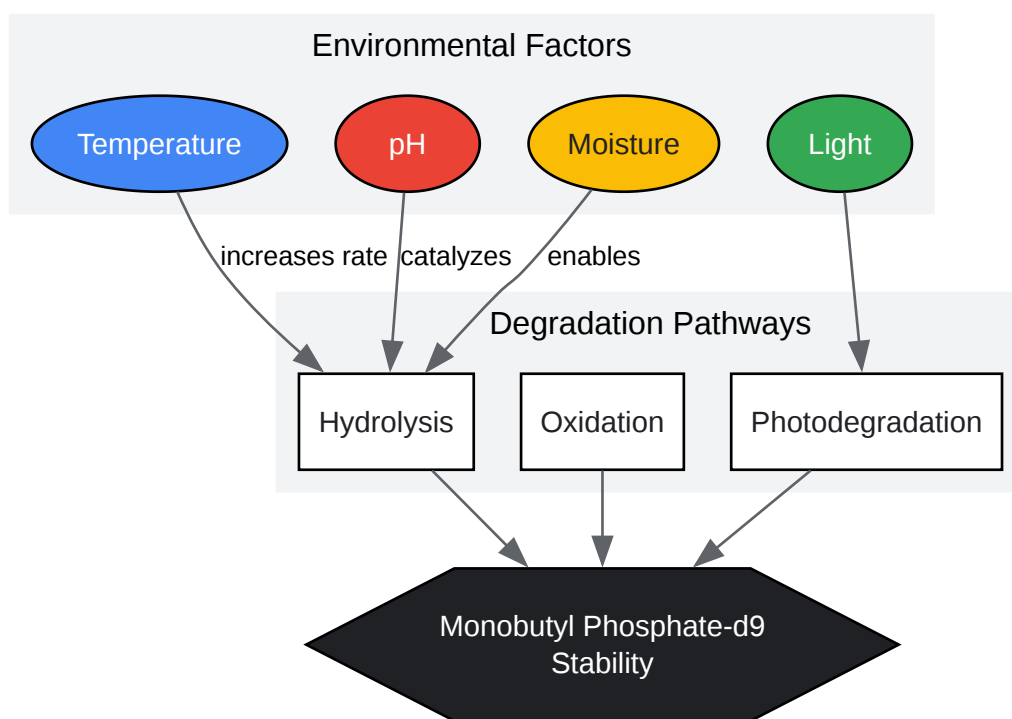 Environmental Factors
Temperature
pH
Moisture
Light
increases rate
catalyzes
enables
Degradation Pathways
Hydrolysis
Oxidation
Photodegradation
Monobutyl Phosphate-d9
Stability